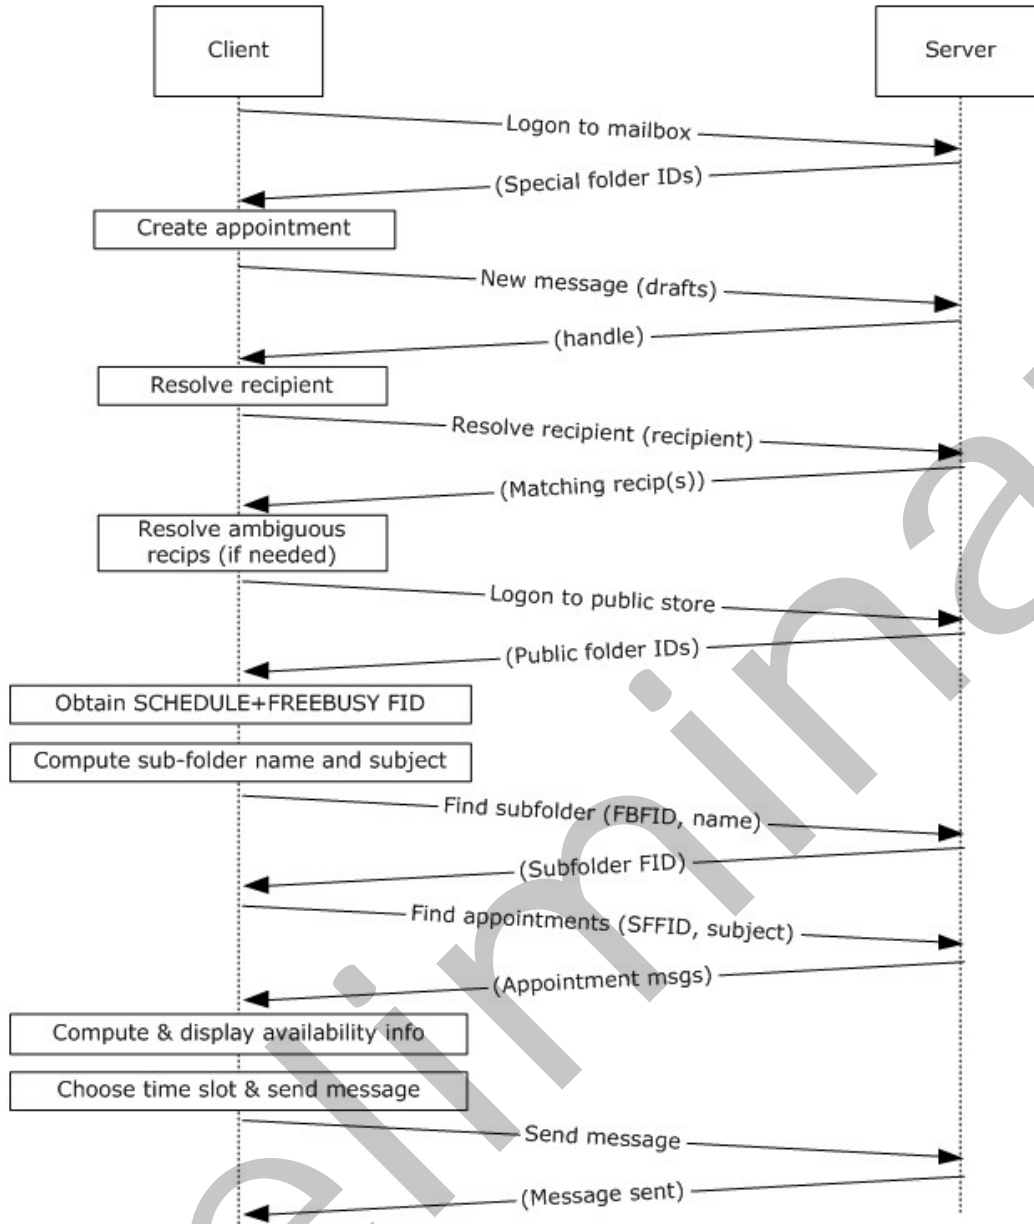 Client
Server
Logon to mailbox
(Special folder IDs)
Create appointment
New message (drafts)
(handle)
Resolve recipient
Resolve recipient (recipient)
(Matching recip(s))
Resolve ambiguous
recips (if needed)
Logon to public store
(Public folder IDs)
Obtain SCHEDULE+FREEBUSY FID
Compute sub-folder name and subject
Find subfolder (FBFID, name)
(Subfolder FID)
Find appointments (SFFID, subject)
(Appointment msgs)
Compute & display availability info
Choose time slot & send message
Send message
(Message sent)
elimina